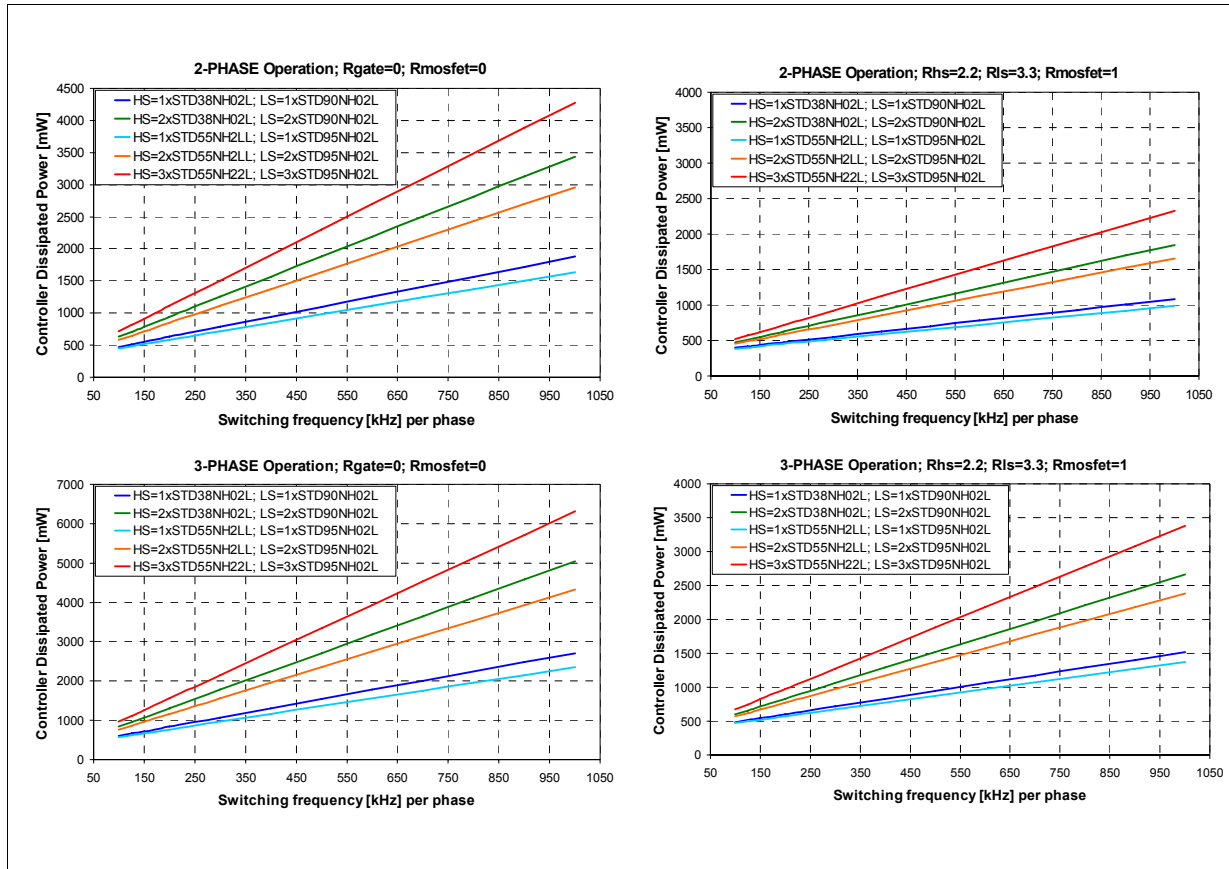 2-PHASE Operation; Rgate=0; Rmosfet=0
Controller Dissipated Power [mW]
4500
4000
3500
3000
2500
2000
1500
1000
500
0
HS=1xSTD38NH02L; LS=1xSTD90NH02L
HS=2xSTD38NH02L; LS=2xSTD90NH02L
HS=1xSTD55NH2LL; LS=1xSTD95NH02L
HS=2xSTD55NH2LL; LS=2xSTD95NH02L
HS=3xSTD55NH22L; LS=3xSTD95NH02L
50 150 250 350 450 550 650 750 850 950 1050
Switching frequency [kHz] per phase
2-PHASE Operation; Rhs=2.2; Rls=3.3; Rmosfet=1
Controller Dissipated Power [mW]
4000
3500
3000
2500
2000
1500
1000
500
0
HS=1xSTD38NH02L; LS=1xSTD90NH02L
HS=2xSTD38NH02L; LS=2xSTD90NH02L
HS=1xSTD55NH2LL; LS=1xSTD95NH02L
HS=2xSTD55NH2LL; LS=2xSTD95NH02L
HS=3xSTD55NH22L; LS=3xSTD95NH02L
50 150 250 350 450 550 650 750 850 950 1050
Switching frequency [kHz] per phase
3-PHASE Operation; Rgate=0; Rmosfet=0
Controller Dissipated Power [mW]
7000
6000
5000
4000
3000
2000
1000
0
HS=1xSTD38NH02L; LS=1xSTD90NH02L
HS=2xSTD38NH02L; LS=2xSTD90NH02L
HS=1xSTD55NH2LL; LS=1xSTD95NH02L
HS=2xSTD55NH2LL; LS=2xSTD95NH02L
HS=3xSTD55NH22L; LS=3xSTD95NH02L
50 150 250 350 450 550 650 750 850 950 1050
Switching frequency [kHz] per phase
3-PHASE Operation; Rhs=2.2; Rls=3.3; Rmosfet=1
Controller Dissipated Power [mW]
4000
3500
3000
2500
2000
1500
1000
500
0
HS=1xSTD38NH02L; LS=1xSTD90NH02L
HS=2xSTD38NH02L; LS=2xSTD90NH02L
HS=1xSTD55NH2LL; LS=1xSTD95NH02L
HS=2xSTD55NH2LL; LS=2xSTD95NH02L
HS=3xSTD55NH22L; LS=3xSTD95NH02L
50 150 250 350 450 550 650 750 850 950 1050
Switching frequency [kHz] per phase